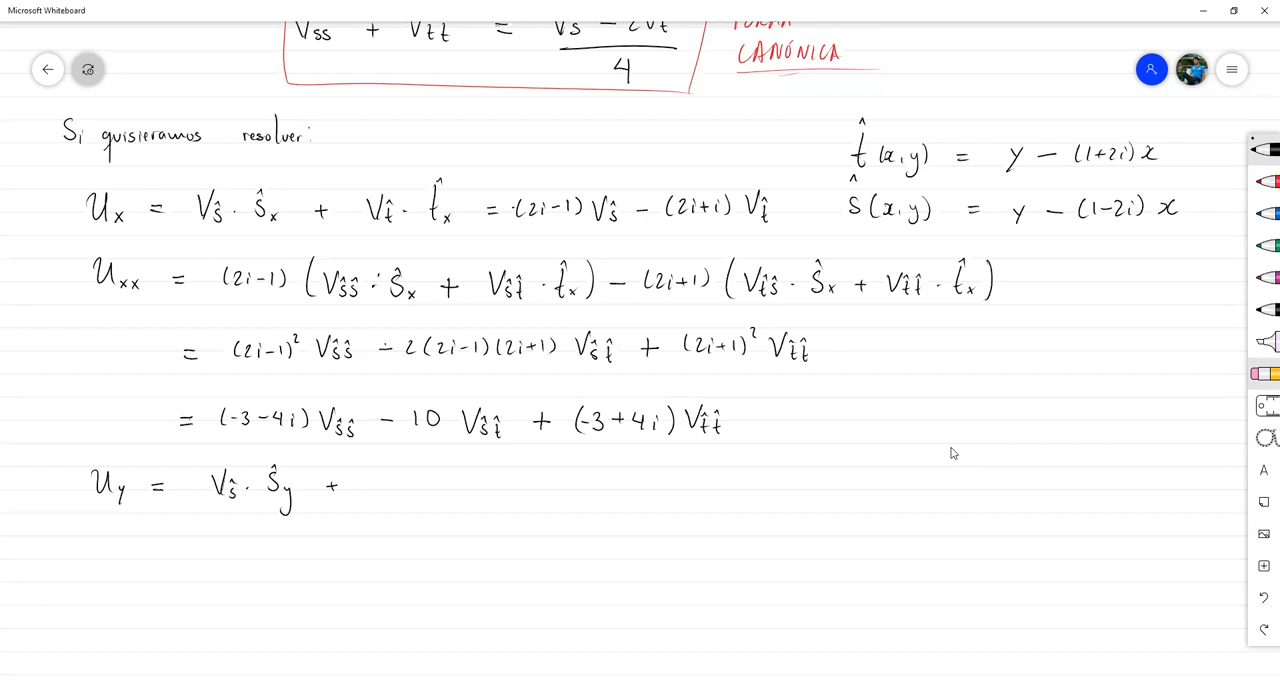 Microsoft Whiteboard
Vss + Vtt = Vs - 2Vt / 4
FORMA
CANÓNICA
Si quisieramos resolver:
t̂(x,y) = y - (1+2i)x
ŝ(x,y) = y - (1-2i)x
Ux = Vŝ · ŝx + Vt̂ · t̂x = (2i-1) Vŝ - (2i+i) Vt̂
Uxx = (2i-1) (Vŝŝ · ŝx + Vŝt̂ · t̂x) - (2i+1) (Vt̂ŝ · ŝx + Vt̂t̂ · t̂x)
= (2i-1)² Vŝŝ - 2(2i-1)(2i+1) Vŝt̂ + (2i+1)² Vt̂t̂
= (-3-4i) Vŝŝ - 10 Vŝt̂ + (-3+4i) Vt̂t̂
Uy = Vŝ · ŝy +